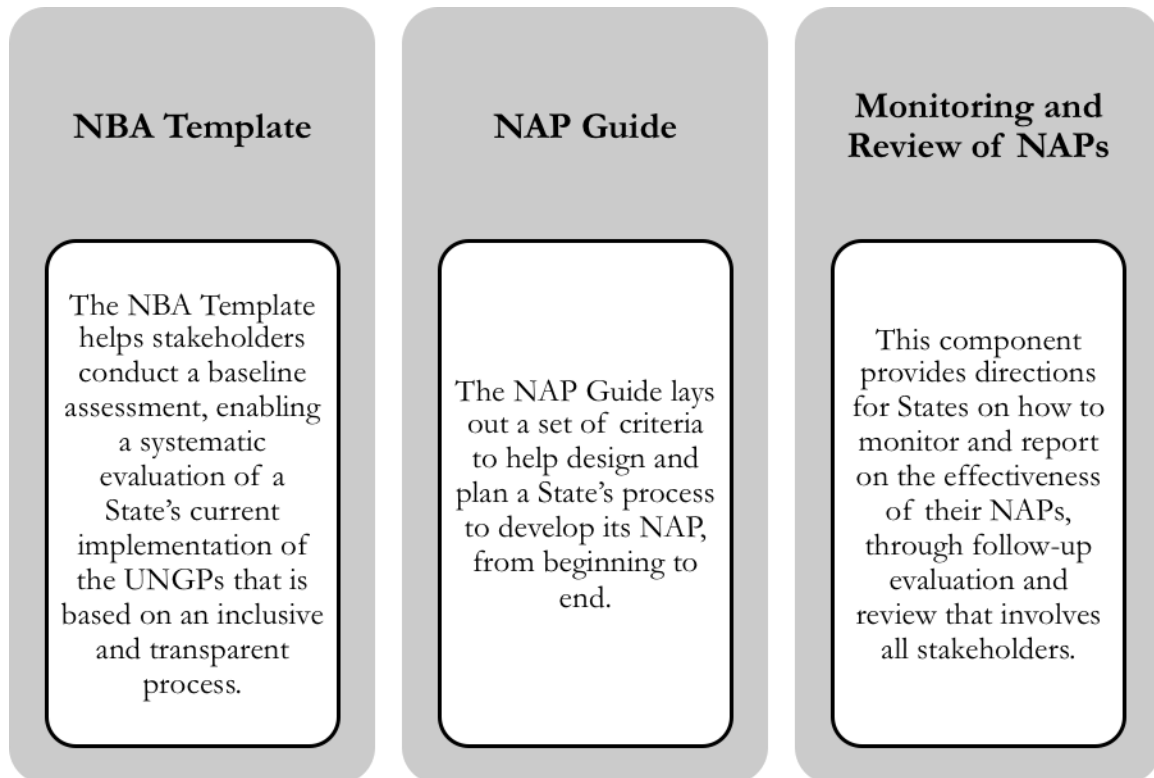 NBA Template
The NBA Template
helps stakeholders
conduct a baseline
assessment, enabling
a systematic
evaluation of a
State’s current
implementation of
the UNGPs that is
based on an inclusive
and transparent
process.
NAP Guide
The NAP Guide lays
out a set of criteria
to help design and
plan a State’s process
to develop its NAP,
from beginning to
end.
Monitoring and
Review of NAPs
This component
provides directions
for States on how to
monitor and report
on the effectiveness
of their NAPs,
through follow-up
evaluation and
review that involves
all stakeholders.